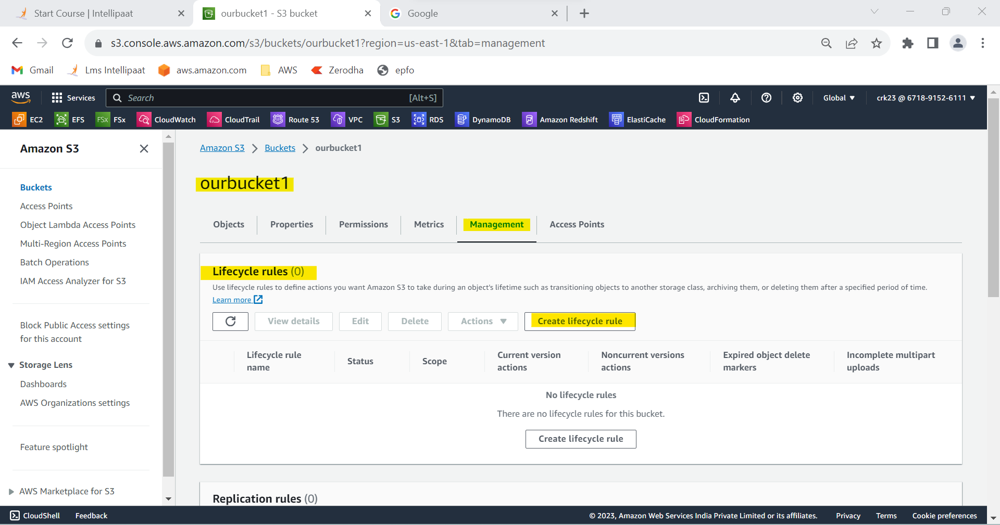 Start Course | Intellipaat
ourbucket1 - S3 bucket
Google
s3.console.aws.amazon.com/s3/buckets/ourbucket1?region=us-east-1&tab=management
Gmail
Lms Intellipaat
aws.amazon.com
AWS
Zerodha
epfo
aws
Services
Search
[Alt+S]
Global
crk23 @ 6718-9152-6111
EC2
EFS
FSx
FSx
CloudWatch
CloudTrail
Route 53
VPC
S3
RDS
DynamoDB
Amazon Redshift
ElastiCache
CloudFormation
Amazon S3
Buckets
Access Points
Object Lambda Access Points
Multi-Region Access Points
Batch Operations
IAM Access Analyzer for S3
Block Public Access settings
for this account
Storage Lens
Dashboards
AWS Organizations settings
Feature spotlight
AWS Marketplace for S3
Amazon S3
Buckets
ourbucket1
ourbucket1
Objects
Properties
Permissions
Metrics
Management
Access Points
Lifecycle rules (0)
Use lifecycle rules to define actions you want Amazon S3 to take during an object's lifetime such as transitioning objects to another storage class, archiving them, or deleting them after a specified period of time.
Learn more
View details
Edit
Delete
Actions
Create lifecycle rule
Lifecycle rule
name
Status
Scope
Current version
actions
Noncurrent versions
actions
Expired object delete
markers
Incomplete multipart
uploads
No lifecycle rules
There are no lifecycle rules for this bucket.
Create lifecycle rule
Replication rules (0)
CloudShell
Feedback
© 2023, Amazon Web Services India Private Limited or its affiliates.
Privacy
Terms
Cookie preferences